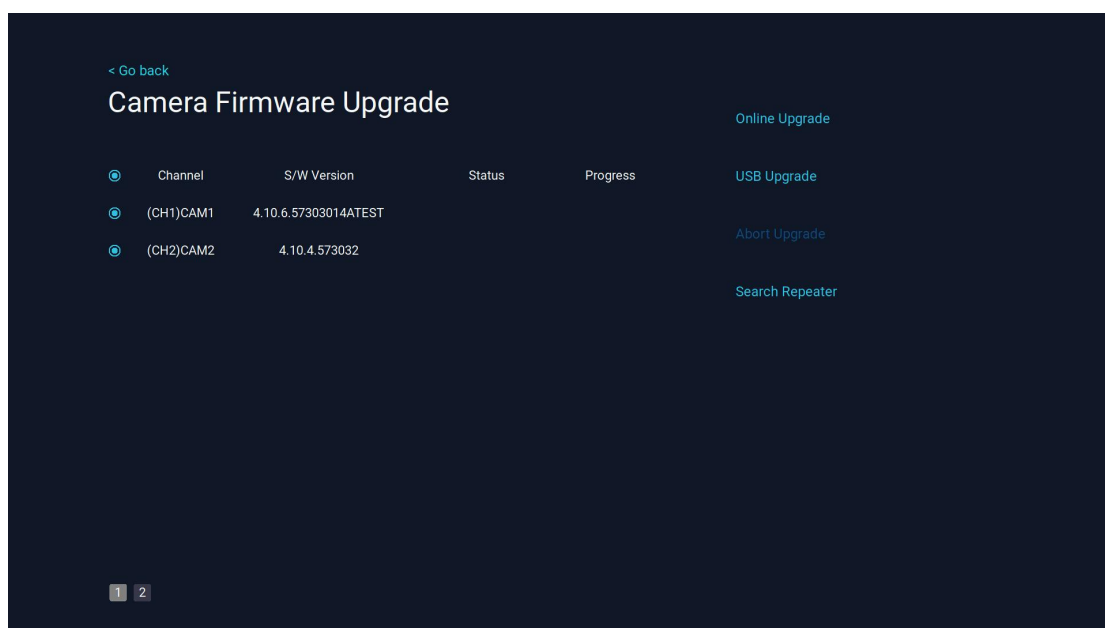 < Go back
Camera Firmware Upgrade
Online Upgrade
Channel S/W Version Status Progress USB Upgrade
(CH1)CAM1 4.10.6.57303014ATEST
Abort Upgrade
(CH2)CAM2 4.10.4.573032
Search Repeater
1 2